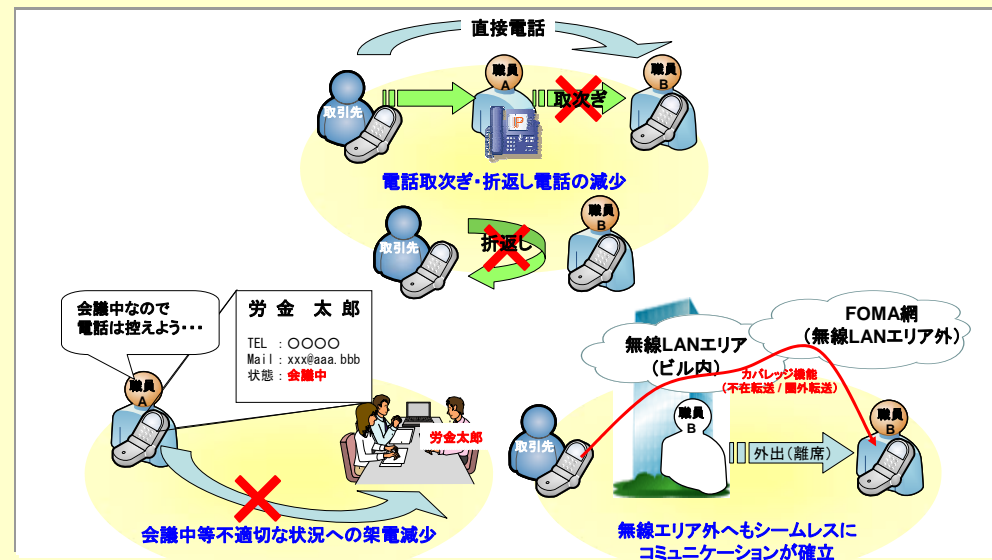 直接電話
職員
A
職員
B
取引先
取次ぎ
IP
電話取次ぎ・折返し電話の減少
職員
B
取引先
折返し
会議中なので
電話は控えよう・・・
労 金 太 郎
TEL :〇〇〇〇
Mail:xxx@aaa.bbb
状態:会議中
職員
A
労金太郎
会議中等不適切な状況への架電減少
FOMA網
(無線LANエリア外)
無線LANエリア
(ビル内)
カバレッジ機能
(不在転送 / 圏外転送)
取引先
職員
B
職員
B
外出(離席)
無線エリア外へもシームレスに
コミュニケーションが確立